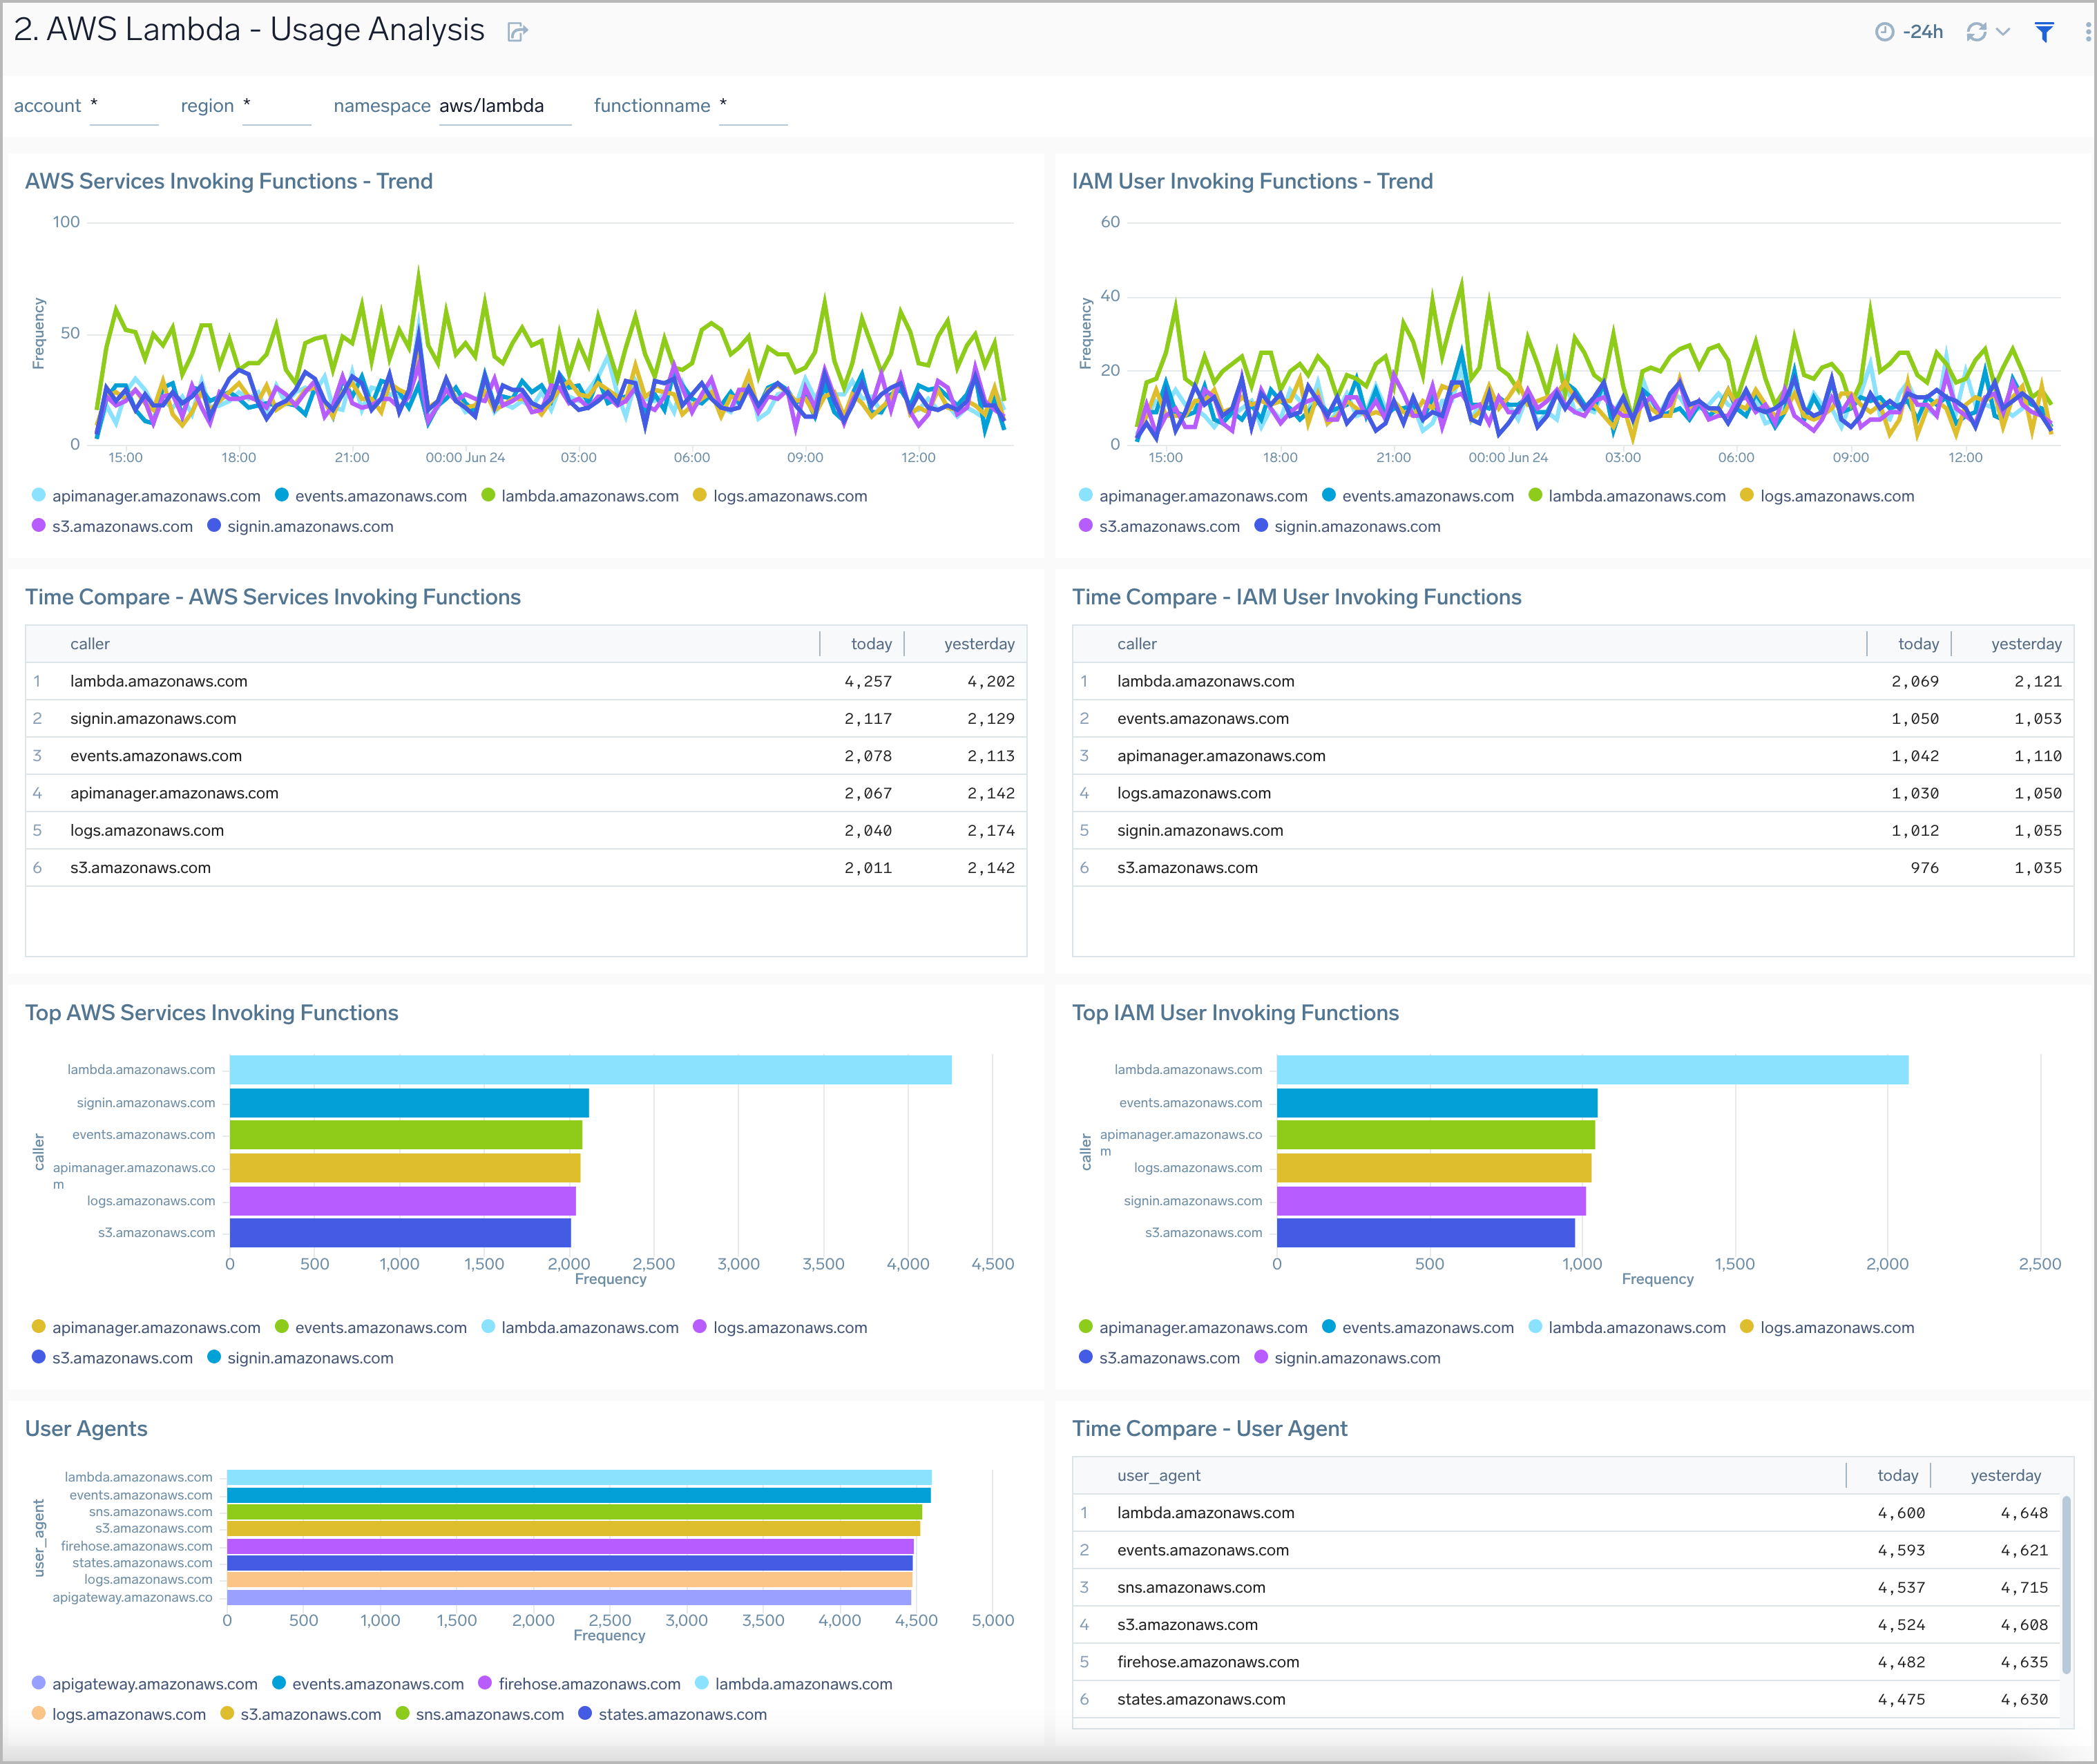 2. AWS Lambda - Usage Analysis
-24h
account * region * namespace aws/lambda functionname *
AWS Services Invoking Functions - Trend
100
50
0
Frequency
15:00 18:00 21:00 00:00 Jun 24 03:00 06:00 09:00 12:00
apimanager.amazonaws.com events.amazonaws.com lambda.amazonaws.com logs.amazonaws.com
s3.amazonaws.com signin.amazonaws.com
IAM User Invoking Functions - Trend
60
40
20
0
Frequency
15:00 18:00 21:00 00:00 Jun 24 03:00 06:00 09:00 12:00
apimanager.amazonaws.com events.amazonaws.com lambda.amazonaws.com logs.amazonaws.com
s3.amazonaws.com signin.amazonaws.com
Time Compare - AWS Services Invoking Functions
caller today yesterday
1 lambda.amazonaws.com 4,257 4,202
2 signin.amazonaws.com 2,117 2,129
3 events.amazonaws.com 2,078 2,113
4 apimanager.amazonaws.com 2,067 2,142
5 logs.amazonaws.com 2,040 2,174
6 s3.amazonaws.com 2,011 2,142
Time Compare - IAM User Invoking Functions
caller today yesterday
1 lambda.amazonaws.com 2,069 2,121
2 events.amazonaws.com 1,050 1,053
3 apimanager.amazonaws.com 1,042 1,110
4 logs.amazonaws.com 1,030 1,050
5 signin.amazonaws.com 1,012 1,055
6 s3.amazonaws.com 976 1,035
Top AWS Services Invoking Functions
caller
lambda.amazonaws.com
signin.amazonaws.com
events.amazonaws.com
apimanager.amazonaws.co
m
logs.amazonaws.com
s3.amazonaws.com
0 500 1,000 1,500 2,000 2,500 3,000 3,500 4,000 4,500
Frequency
apimanager.amazonaws.com events.amazonaws.com lambda.amazonaws.com logs.amazonaws.com
s3.amazonaws.com signin.amazonaws.com
Top IAM User Invoking Functions
caller
lambda.amazonaws.com
events.amazonaws.com
apimanager.amazonaws.co
m
logs.amazonaws.com
signin.amazonaws.com
s3.amazonaws.com
0 500 1,000 1,500 2,000 2,500
Frequency
apimanager.amazonaws.com events.amazonaws.com lambda.amazonaws.com logs.amazonaws.com
s3.amazonaws.com signin.amazonaws.com
User Agents
user_agent
lambda.amazonaws.com
events.amazonaws.com
sns.amazonaws.com
s3.amazonaws.com
firehose.amazonaws.com
states.amazonaws.com
logs.amazonaws.com
apigateway.amazonaws.co
0 500 1,000 1,500 2,000 2,500 3,000 3,500 4,000 4,500 5,000
Frequency
apigateway.amazonaws.com events.amazonaws.com firehose.amazonaws.com lambda.amazonaws.com
logs.amazonaws.com s3.amazonaws.com sns.amazonaws.com states.amazonaws.com
Time Compare - User Agent
user_agent today yesterday
1 lambda.amazonaws.com 4,600 4,648
2 events.amazonaws.com 4,593 4,621
3 sns.amazonaws.com 4,537 4,715
4 s3.amazonaws.com 4,524 4,608
5 firehose.amazonaws.com 4,482 4,635
6 states.amazonaws.com 4,475 4,630